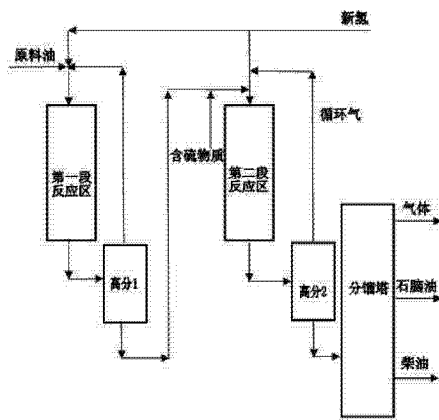 新氢
原料油
循环气
含硫物质
第一段
反应区
第二段
反应区
气体
高分1
高分2
分馏塔
石脑油
柴油